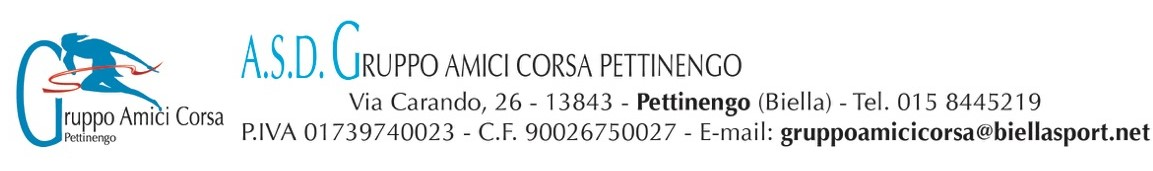 Gruppo Amici Corsa
Pettinengo
A.S.D. GRUPPO AMICI CORSA PETTINENGO
Via Carando, 26 - 13843 - Pettinengo (Biella) - Tel. 015 8445219
P.IVA 01739740023 - C.F. 90026750027 - E-mail: gruppoamicicorsa@biellasport.net